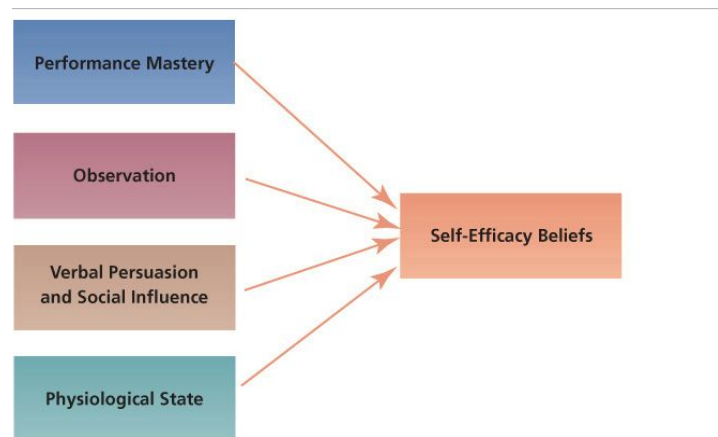 Performance Mastery
Observation
Verbal Persuasion
and Social Influence
Physiological State
Self-Efficacy Beliefs